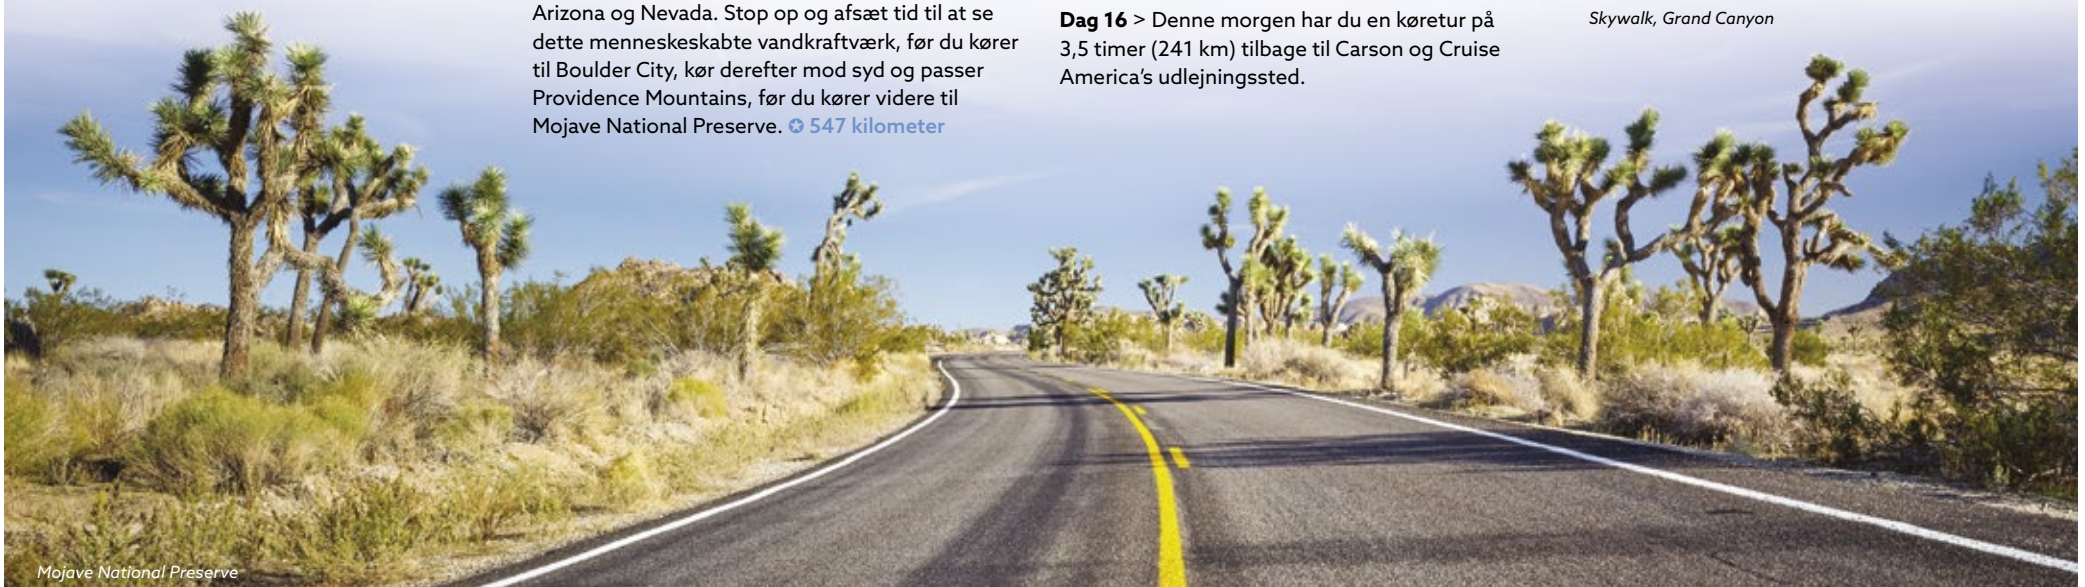 Arizona og Nevada. Stop op og afsæt tid til at se
dette menneskeskabte vandkraftværk, før du kører
til Boulder City, kør derefter mod syd og passer
Providence Mountains, før du kører videre til
Mojave National Preserve. ✪ 547 kilometer
Dag 16 > Denne morgen har du en køretur på
3,5 timer (241 km) tilbage til Carson og Cruise
America’s udlejningssted.
Skywalk, Grand Canyon
Mojave National Preserve